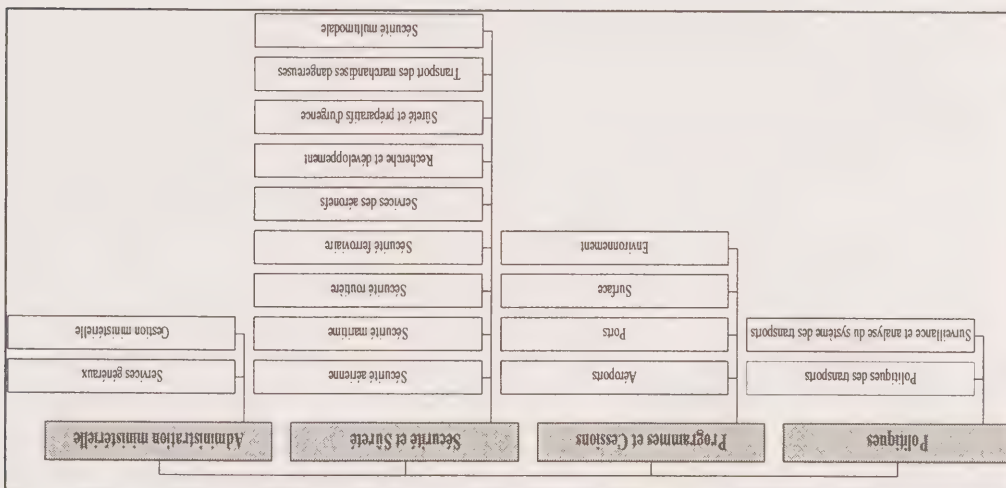 Politiques
Politiques des transports
Surveillance et analyse du système des transports
Programmes et Cessions
Aéroports
Ports
Surface
Environnement
Sécurité et Sûreté
Sécurité aérienne
Sécurité maritime
Sécurité routière
Sécurité ferroviaire
Services des aéronefs
Recherche et développement
Sûreté et préparatifs d'urgence
Transport des marchandises dangereuses
Sécurité multimodale
Administration ministérielle
Services généraux
Gestion ministérielle